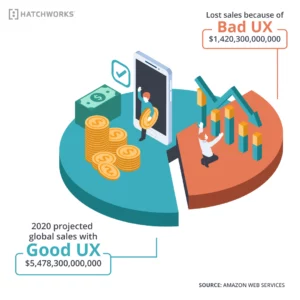 HATCHWORKS
Lost sales because of
Bad UX
$1,420,300,000,000
2020 projected
global sales with
Good UX
$5,478,300,000,000
SOURCE: AMAZON WEB SERVICES